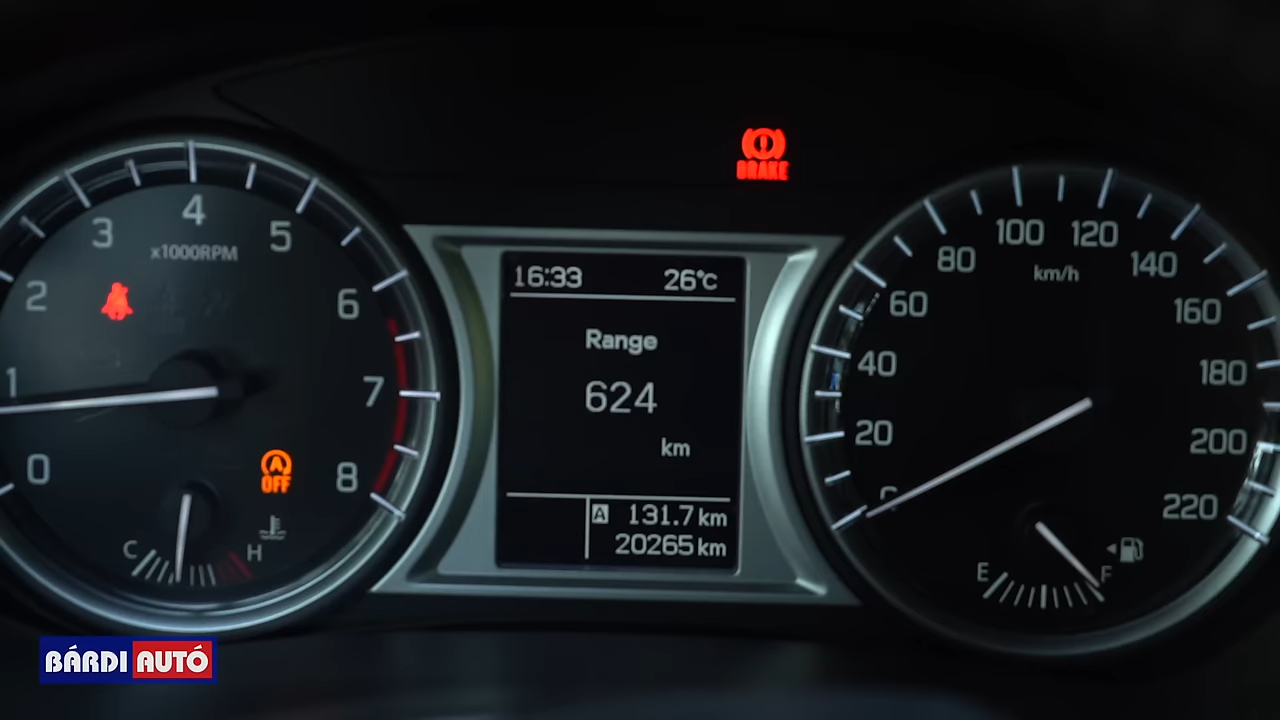 BRAKE
0
1
2
3
4
5
6
7
8
x1000RPM
OFF
C
H
16:33 26°C
Range
624
km
A 131.7 km
20265 km
20
40
60
80
100
120
140
160
180
200
220
km/h
E
F
BÁRDI AUTÓ